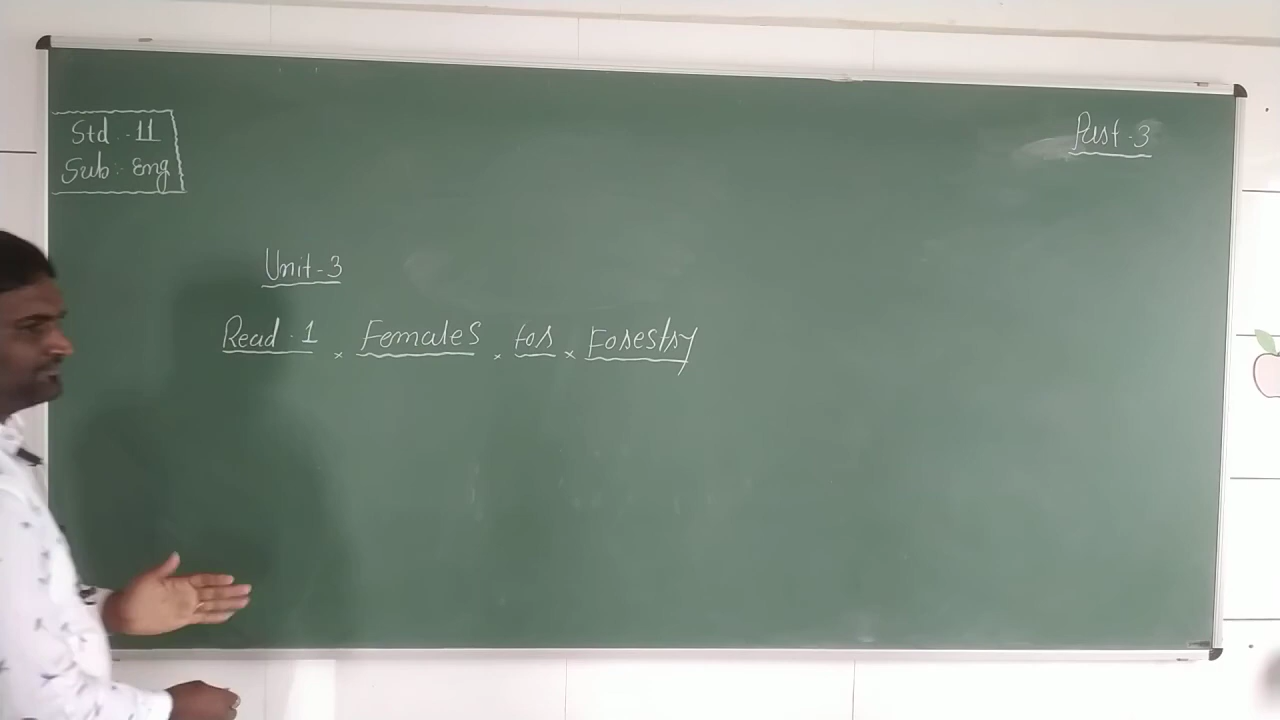 Std :- 11
Sub :- Eng
Part - 3
Unit - 3
Read . 1 × Females × for × Forestry